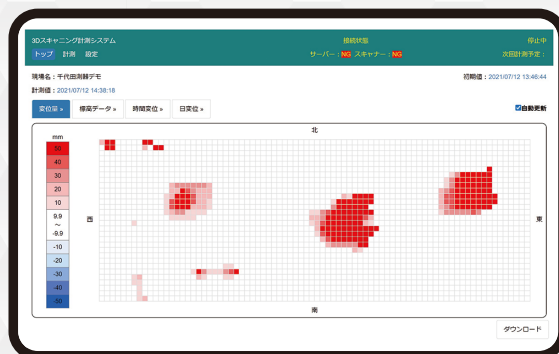 3Dスキャニング計測システム
接続状態
停止中
トップ 計測 設定
サーバー：NG スキャナー：NG
次回計測予定：
現場名：千代田測器デモ
初期値：2021/07/12 13:46:44
計測値：2021/07/12 14:38:18
変位量 »
標高データ »
時間変位 »
日変位 »
自動更新
mm
50
40
30
20
10
9.9
～
-9.9
-10
-20
-30
-40
-50
北
西
東
南
ダウンロード